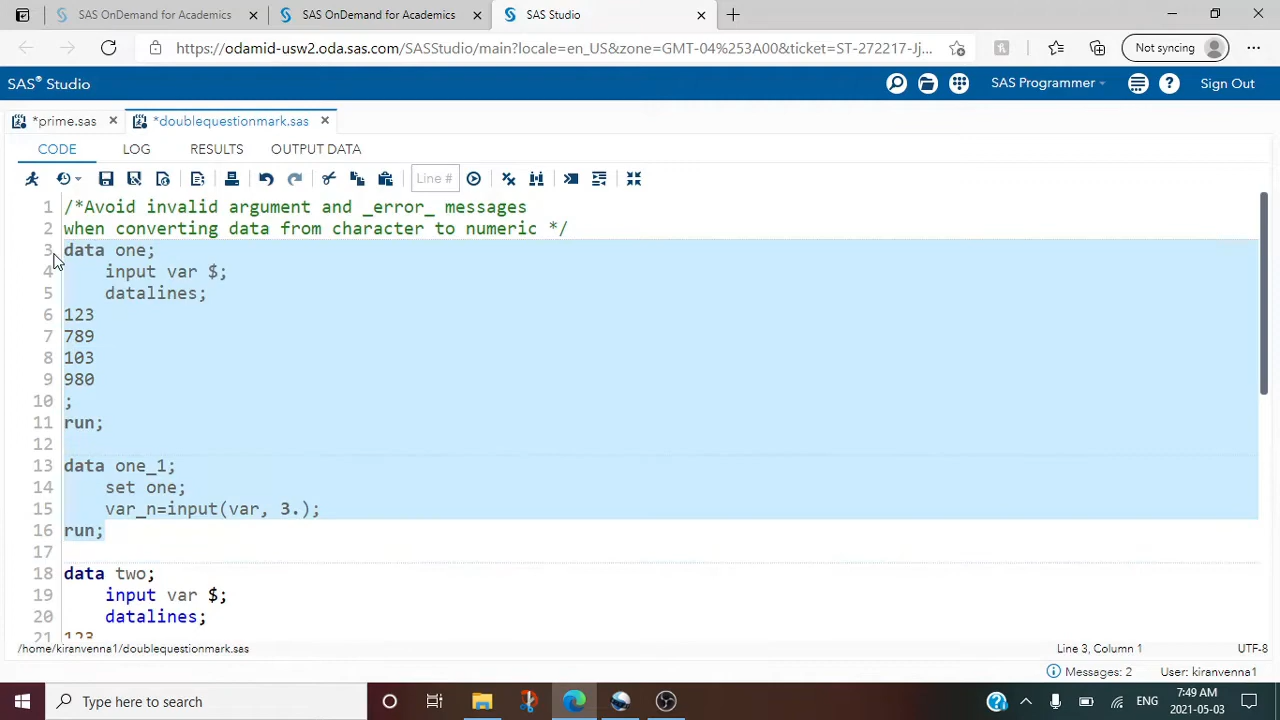 SAS OnDemand for Academics
SAS OnDemand for Academics
SAS Studio
https://odamid-usw2.oda.sas.com/SASStudio/main?locale=en_US&zone=GMT-04%253A00&ticket=ST-272217-Jj...
Not syncing
SAS® Studio
SAS Programmer
Sign Out
*prime.sas
*doublequestionmark.sas
CODE
LOG
RESULTS
OUTPUT DATA
Line #
1 /*Avoid invalid argument and _error_ messages
2 when converting data from character to numeric */
3 data one;
4 input var $;
5 datalines;
6 123
7 789
8 103
9 980
10 ;
11 run;
12
13 data one_1;
14 set one;
15 var_n=input(var, 3.);
16 run;
17
18 data two;
19 input var $;
20 datalines;
21 123
/home/kiranvenna1/doublequestionmark.sas
Line 3, Column 1
UTF-8
Messages: 2
User: kiranvenna1
Type here to search
ENG
7:49 AM
2021-05-03